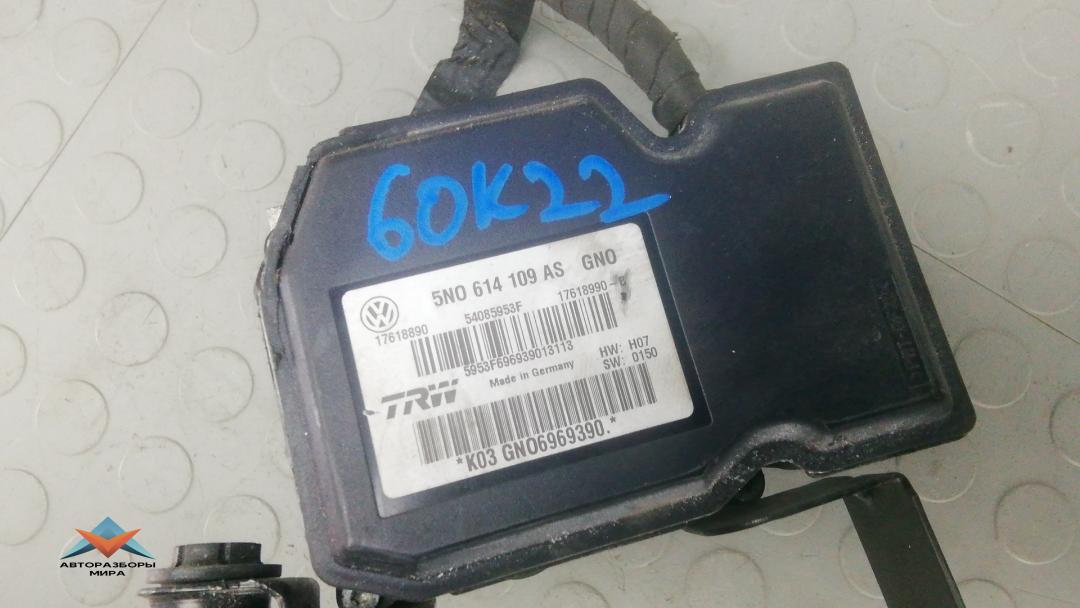 60K22
5N0 614 109 AS GNO
17618890 54085953F 17618990-B
5953F696939013113
HW: H07
SW: 0150
TRW Made in Germany
*K03 GNO6969390.*
АВТОРАЗБОРЫ
МИРА